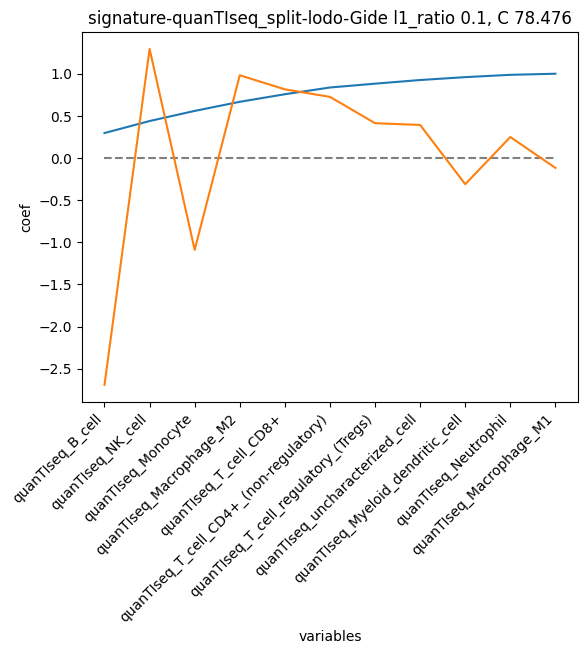 signature-quanTIseq_split-lodo-Gide l1_ratio 0.1, C 78.476
1.0
0.5
0.0
−0.5
−1.0
−1.5
−2.0
−2.5
coef
quanTIseq_B_cell
quanTIseq_NK_cell
quanTIseq_Monocyte
quanTIseq_Macrophage_M2
quanTIseq_T_cell_CD8+
quanTIseq_T_cell_CD4+_(non-regulatory)
quanTIseq_T_cell_regulatory_(Tregs)
quanTIseq_uncharacterized_cell
quanTIseq_Myeloid_dendritic_cell
quanTIseq_Neutrophil
quanTIseq_Macrophage_M1
variables